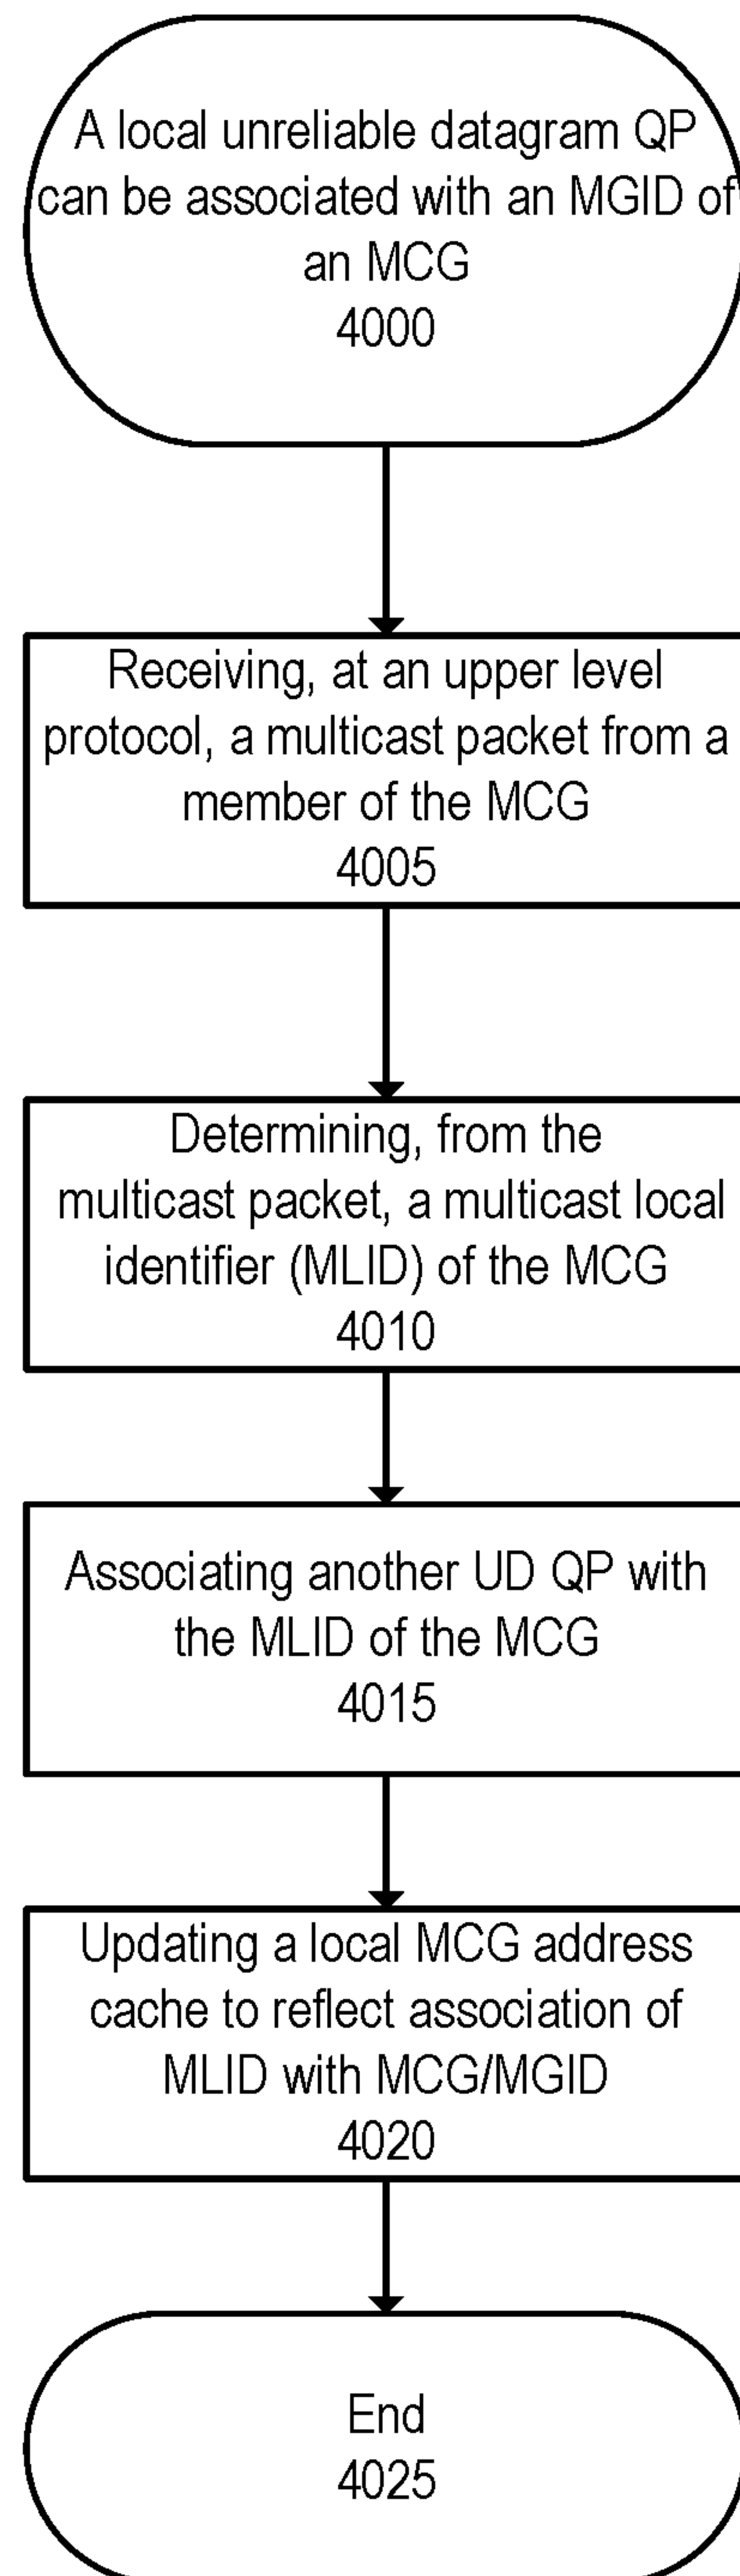 A local unreliable datagram QP
can be associated with an MGID of
an MCG
4000
Receiving, at an upper level
protocol, a multicast packet from a
member of the MCG
4005
Determining, from the
multicast packet, a multicast local
identifier (MLID) of the MCG
4010
Associating another UD QP with
the MLID of the MCG
4015
Updating a local MCG address
cache to reflect association of
MLID with MCG/MGID
4020
End
4025